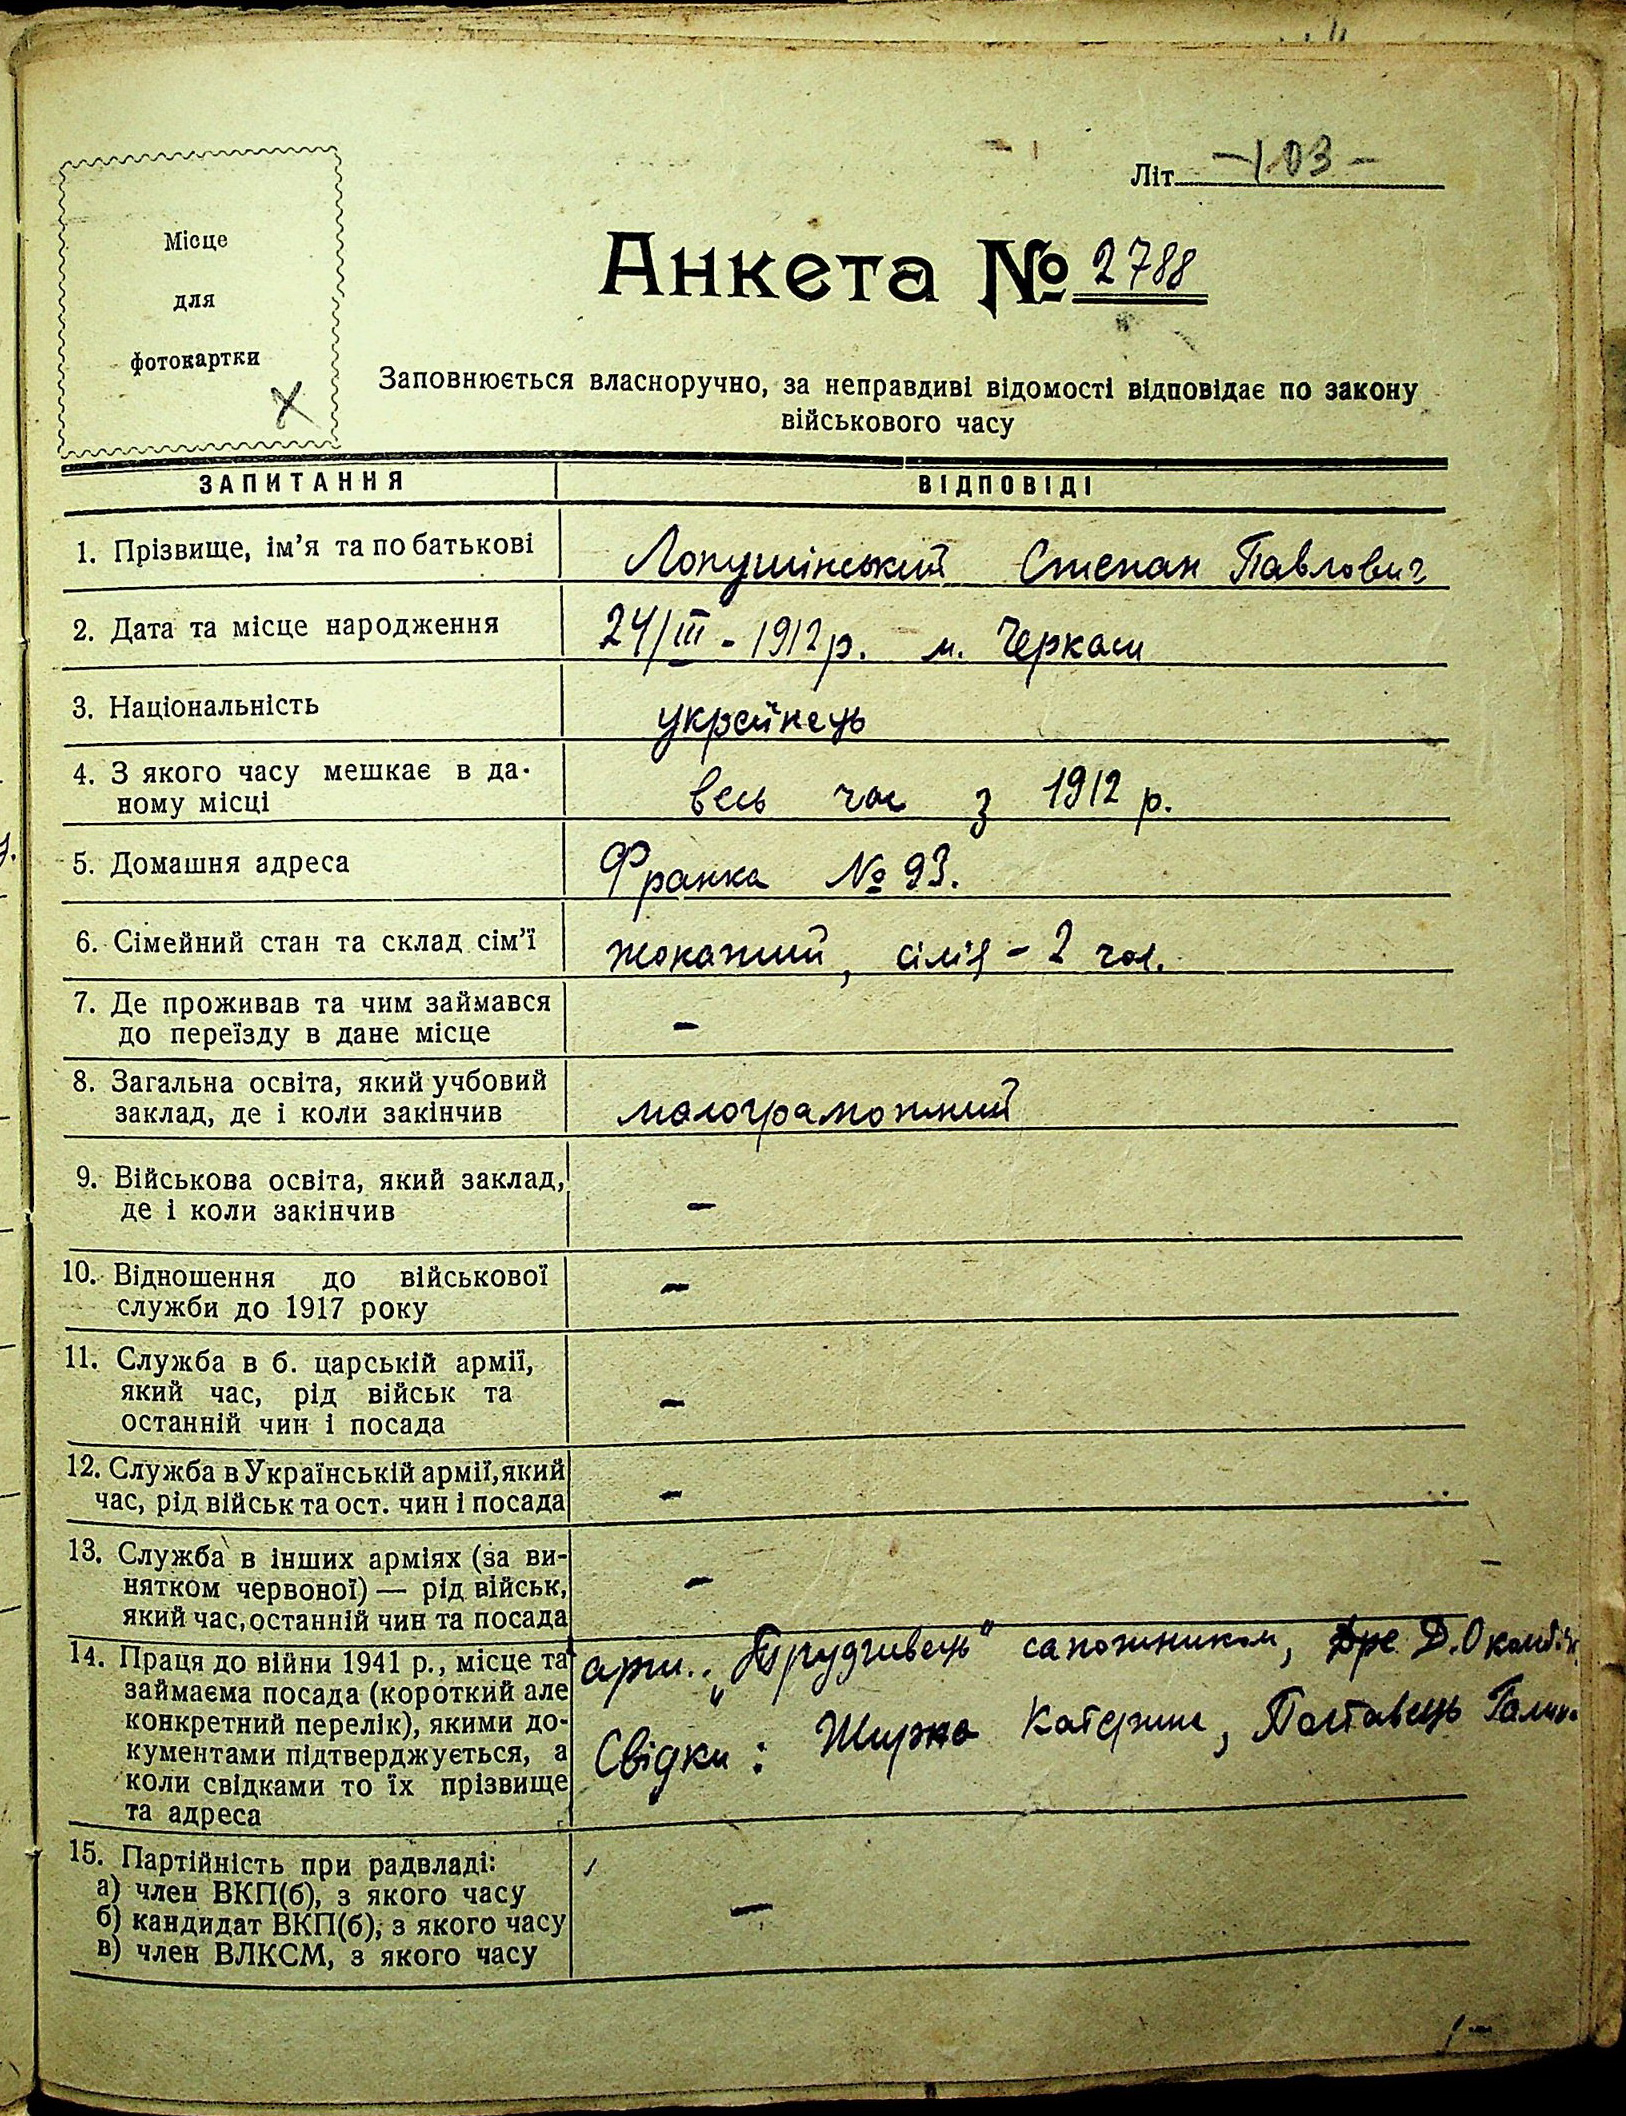 Літ. -103-
Місце
для
фотокартки
Анкета № 2788
Заповнюється власноручно, за неправдиві відомості відповідає по закону
військового часу
ЗАПИТАННЯ ВІДПОВІДІ
1. Прізвище, ім’я та по батькові Лопушінський Степан Павлович
2. Дата та місце народження 24/III - 1912 р. м. Черкаси
3. Національність українець
4. З якого часу мешкає в да-
ному місці весь час з 1912 р.
5. Домашня адреса Франка № 93.
6. Сімейний стан та склад сім’ї жонатий, сім'я - 2 чол.
7. Де проживав та чим займався
до переїзду в дане місце -
8. Загальна освіта, який учбовий
заклад, де і коли закінчив малограмотний
9. Військова освіта, який заклад,
де і коли закінчив -
10. Відношення до військової
служби до 1917 року -
11. Служба в б. царській армії,
який час, рід військ та
останній чин і посада -
12. Служба в Українській армії, який
час, рід військ та ост. чин і посада -
13. Служба в інших арміях (за ви-
нятком червоної) — рід військ,
який час, останній чин та посада -
14. Праця до війни 1941 р., місце та
займаєма посада (короткий але
конкретний перелік), якими до-
кументами підтверджується, а
коли свідками то їх прізвище
та адреса
арт. „Трудчивець" сапожником, Д.
Свідки: Катерина, Полтавець Галина
15. Партійність при радвладі:
а) член ВКП(б), з якого часу
б) кандидат ВКП(б), з якого часу -
в) член ВЛКСМ, з якого часу